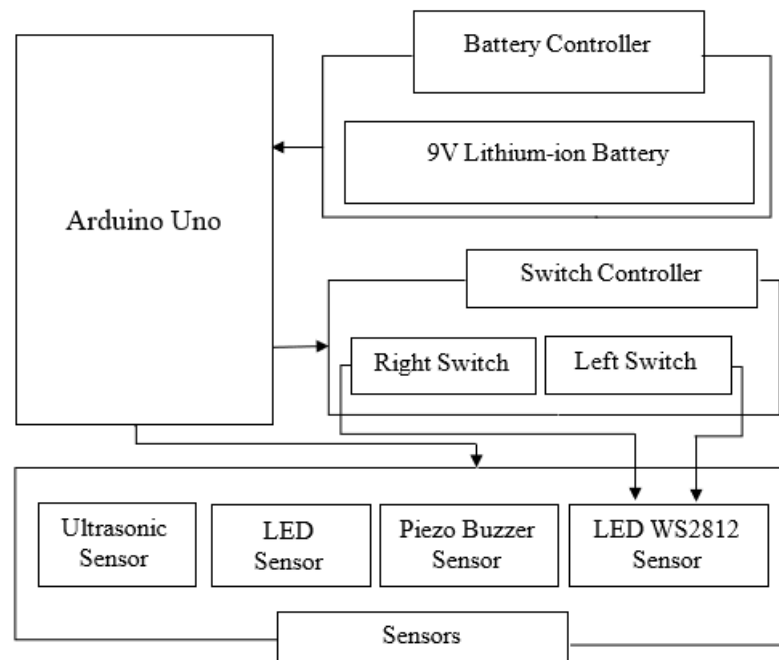 Battery Controller
9V Lithium-ion Battery
Arduino Uno
Switch Controller
Right Switch
Left Switch
Ultrasonic
Sensor
LED
Sensor
Piezo Buzzer
Sensor
LED WS2812
Sensor
Sensors